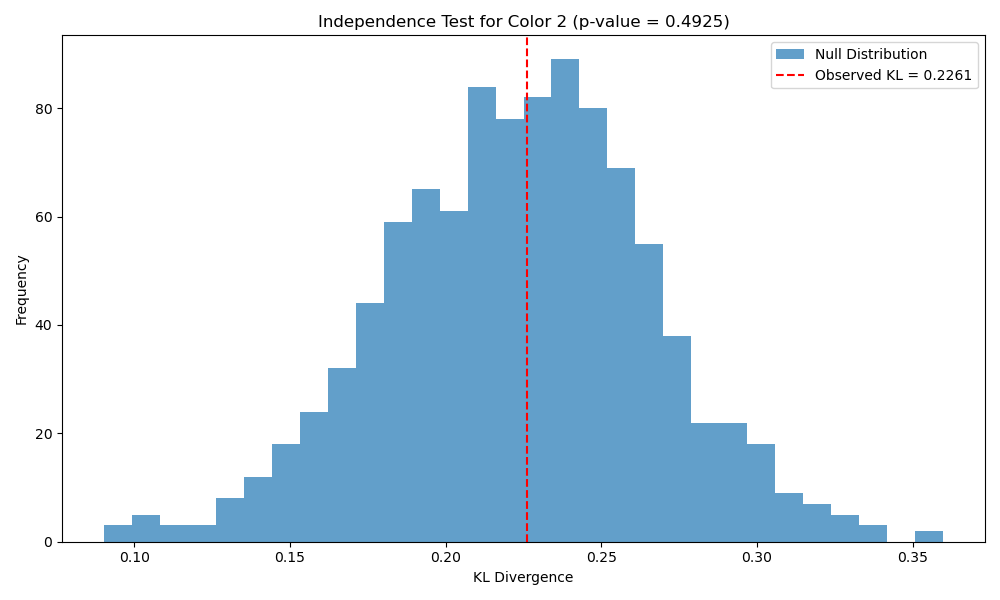 Independence Test for Color 2 (p-value = 0.4925)
Null Distribution
Observed KL = 0.2261
Frequency
80
60
40
20
0
0.10 0.15 0.20 0.25 0.30 0.35
KL Divergence